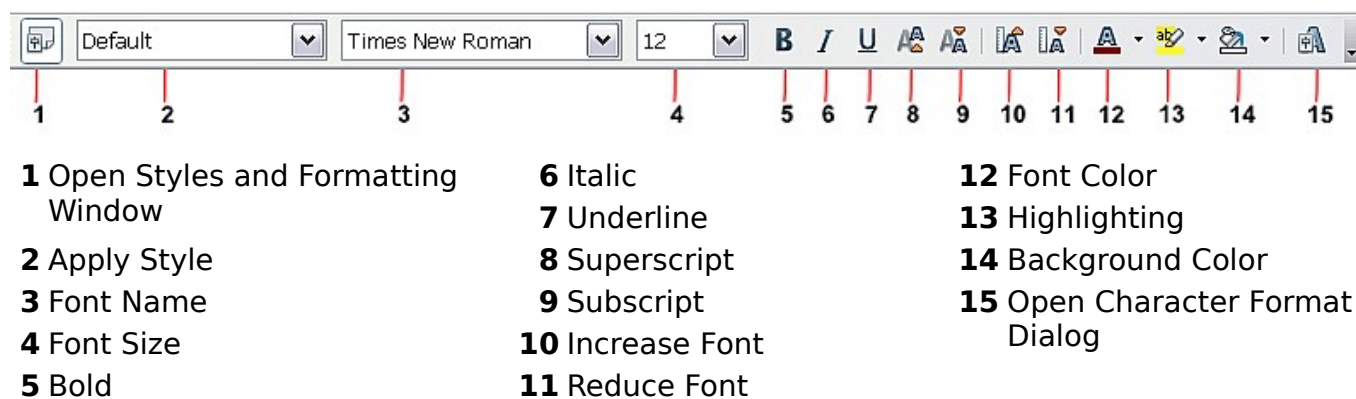 Default Times New Roman 12 B I U
1 2 3 4 5 6 7 8 9 10 11 12 13 14 15
1 Open Styles and Formatting
Window
2 Apply Style
3 Font Name
4 Font Size
5 Bold
6 Italic
7 Underline
8 Superscript
9 Subscript
10 Increase Font
11 Reduce Font
12 Font Color
13 Highlighting
14 Background Color
15 Open Character Format
Dialog